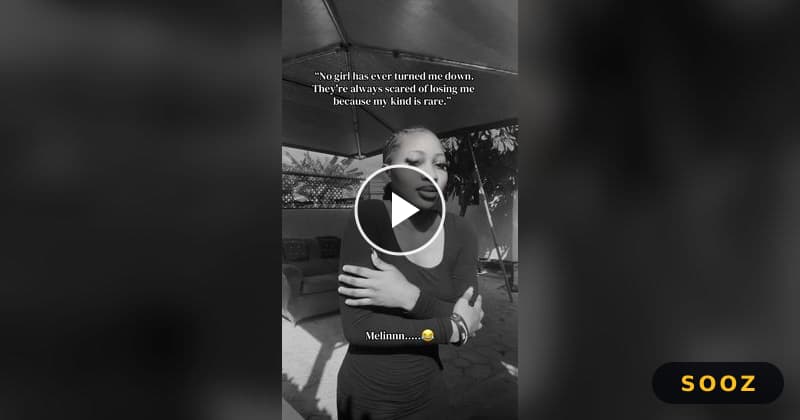 "No girl has ever turned me down.
They're always scared of losing me
because my kind is rare."
Melinnn.....😂
SOOZ